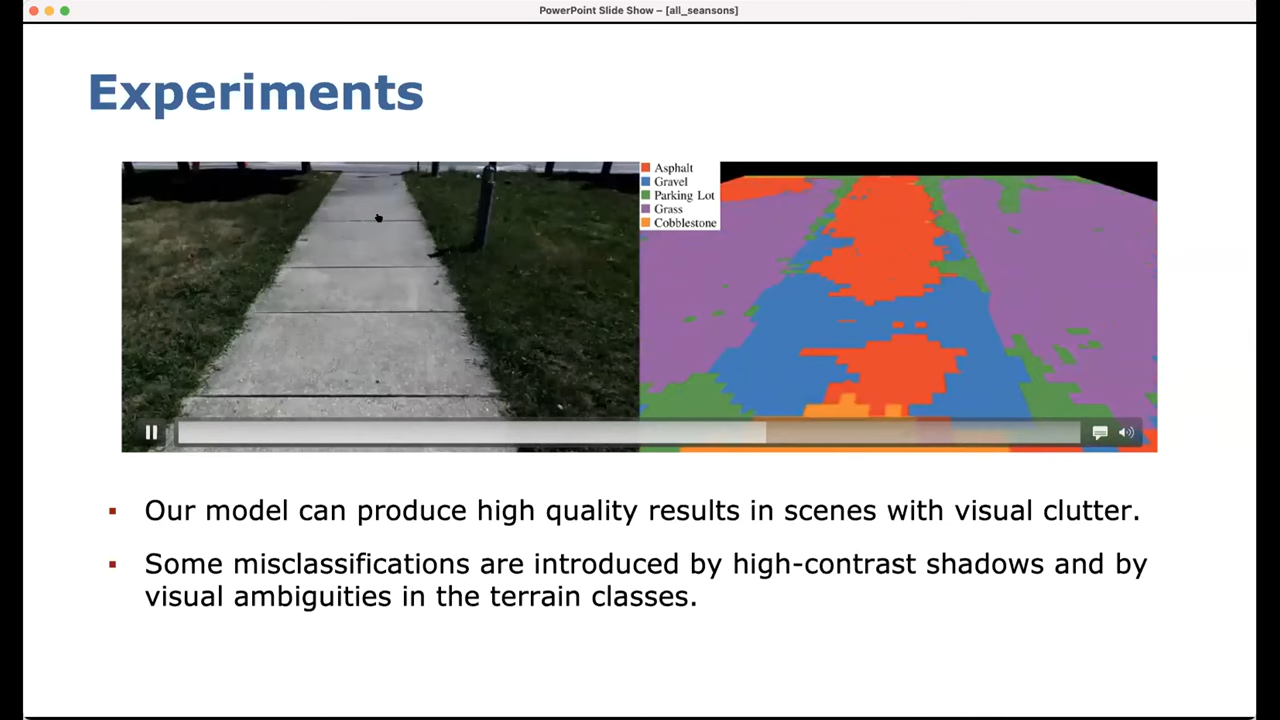 PowerPoint Slide Show – [all_seansons]
Experiments
Asphalt
Gravel
Parking Lot
Grass
Cobblestone
▪ Our model can produce high quality results in scenes with visual clutter.
▪ Some misclassifications are introduced by high-contrast shadows and by
visual ambiguities in the terrain classes.